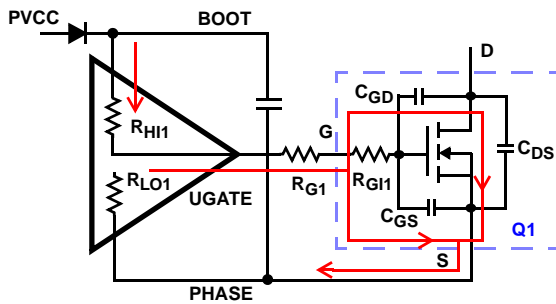 PVCC
BOOT
D
CGD
RHI1
G
CDS
RLO1
RG1
RGI1
UGATE
CGS
Q1
S
PHASE